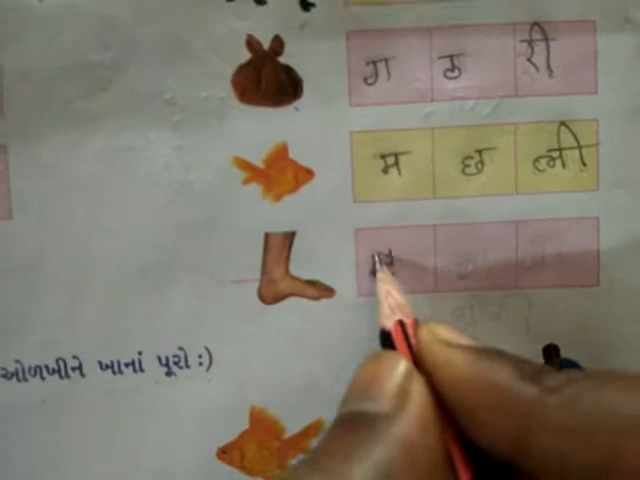 ग ठ री
म छ ली
ઓળખીને ખાનાં પૂરો :)